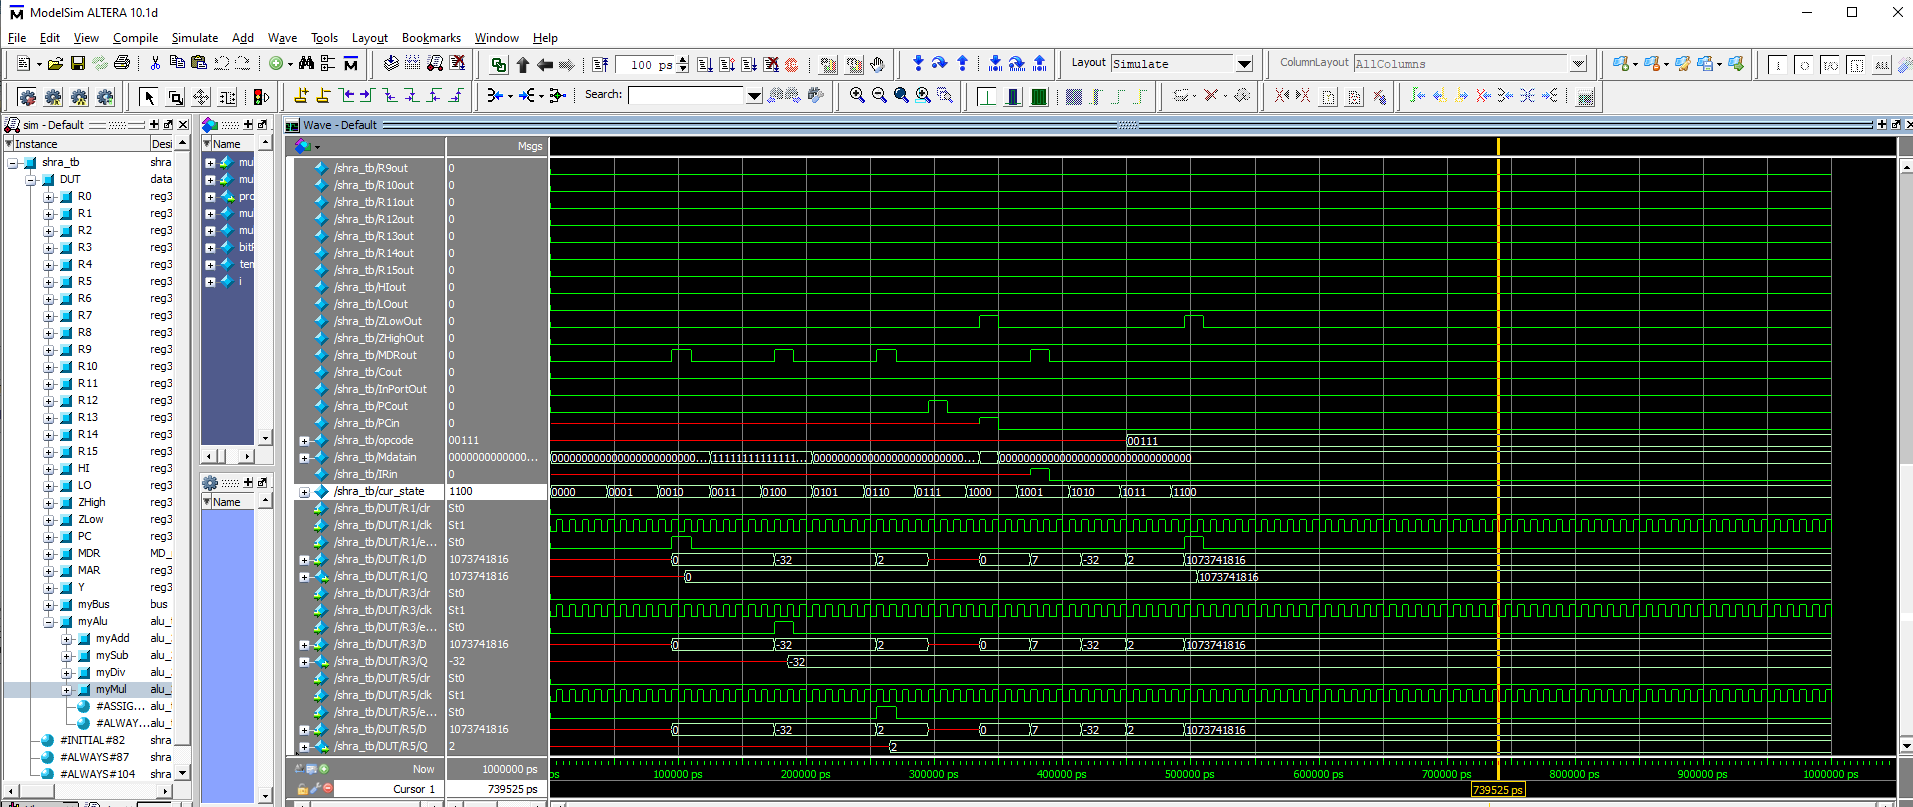 ModelSim ALTERA 10.1d
File Edit View Compile Simulate Add Wave Tools Layout Bookmarks Window Help
100 ps
Layout Simulate
ColumnLayout AllColumns
ALL
Search:
sim - Default
Instance Desi
shra_tb shra
DUT data
R0 reg3
R1 reg3
R2 reg3
R3 reg3
R4 reg3
R5 reg3
R6 reg3
R7 reg3
R8 reg3
R9 reg3
R10 reg3
R11 reg3
R12 reg3
R13 reg3
R14 reg3
R15 reg3
HI reg3
LO reg3
ZHigh reg3
ZLow reg3
PC reg3
MDR MD_
MAR reg3
Y reg3
myBus bus
myAlu alu_
myAdd alu_
mySub alu_
myDiv alu_
myMul alu_
#ASSIG... alu_
#ALWAY... alu_
#INITIAL#82 shra
#ALWAYS#87 shra
#ALWAYS#104 shra
Name
mu
mu
pro
mu
mu
bitP
tem
i
Name
Wave - Default
Msgs
/shra_tb/R9out 0
/shra_tb/R10out 0
/shra_tb/R11out 0
/shra_tb/R12out 0
/shra_tb/R13out 0
/shra_tb/R14out 0
/shra_tb/R15out 0
/shra_tb/HIout 0
/shra_tb/LOout 0
/shra_tb/ZLowOut 0
/shra_tb/ZHighOut 0
/shra_tb/MDRout 0
/shra_tb/Cout 0
/shra_tb/InPortOut 0
/shra_tb/PCout 0
/shra_tb/PCin 0
/shra_tb/opcode 00111 00111
/shra_tb/Mdatain 0000000000000... 000000000000000000000000... 11111111111111... 000000000000000000000000... 00000000000000000000000000000000
/shra_tb/IRin 0
/shra_tb/cur_state 1100 0000 0001 0010 0011 0100 0101 0110 0111 1000 1001 1010 1011 1100
/shra_tb/DUT/R1/clr St0
/shra_tb/DUT/R1/clk St1
/shra_tb/DUT/R1/e... St0
/shra_tb/DUT/R1/D 1073741816 0 -32 2 0 7 -32 2 1073741816
/shra_tb/DUT/R1/Q 1073741816 0 1073741816
/shra_tb/DUT/R3/clr St0
/shra_tb/DUT/R3/clk St1
/shra_tb/DUT/R3/e... St0
/shra_tb/DUT/R3/D 1073741816 0 -32 2 0 7 -32 2 1073741816
/shra_tb/DUT/R3/Q -32 -32
/shra_tb/DUT/R5/clr St0
/shra_tb/DUT/R5/clk St1
/shra_tb/DUT/R5/e... St0
/shra_tb/DUT/R5/D 1073741816 0 -32 2 0 7 -32 2 1073741816
/shra_tb/DUT/R5/Q 2 2
Now 1000000 ps
ps 100000 ps 200000 ps 300000 ps 400000 ps 500000 ps 600000 ps 700000 ps 800000 ps 900000 ps 1000000 ps
Cursor 1 739525 ps
739525 ps